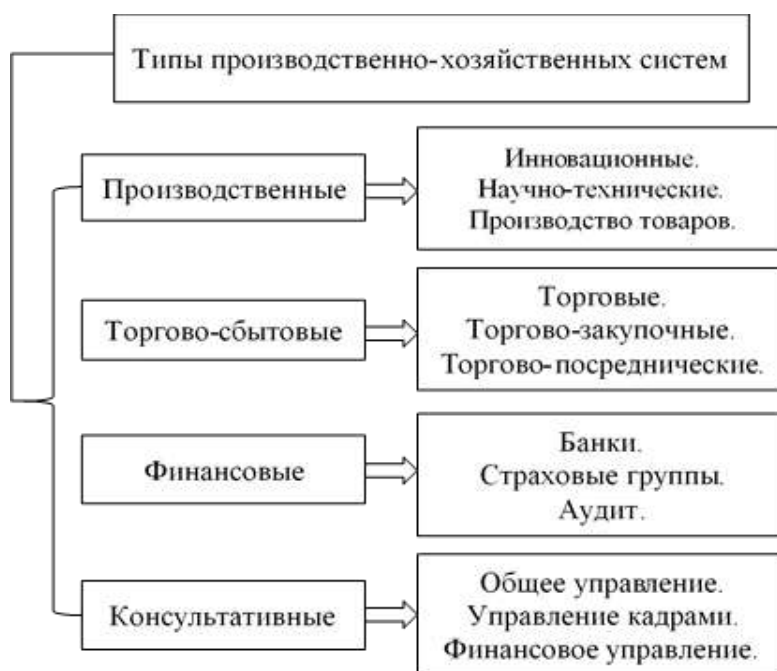 Типы производственно-хозяйственных систем
Производственные
Инновационные.
Научно-технические.
Производство товаров.
Торгово-сбытовые
Торговые.
Торгово-закупочные.
Торгово-посреднические.
Финансовые
Банки.
Страховые группы.
Аудит.
Консультативные
Общее управление.
Управление кадрами.
Финансовое управление.